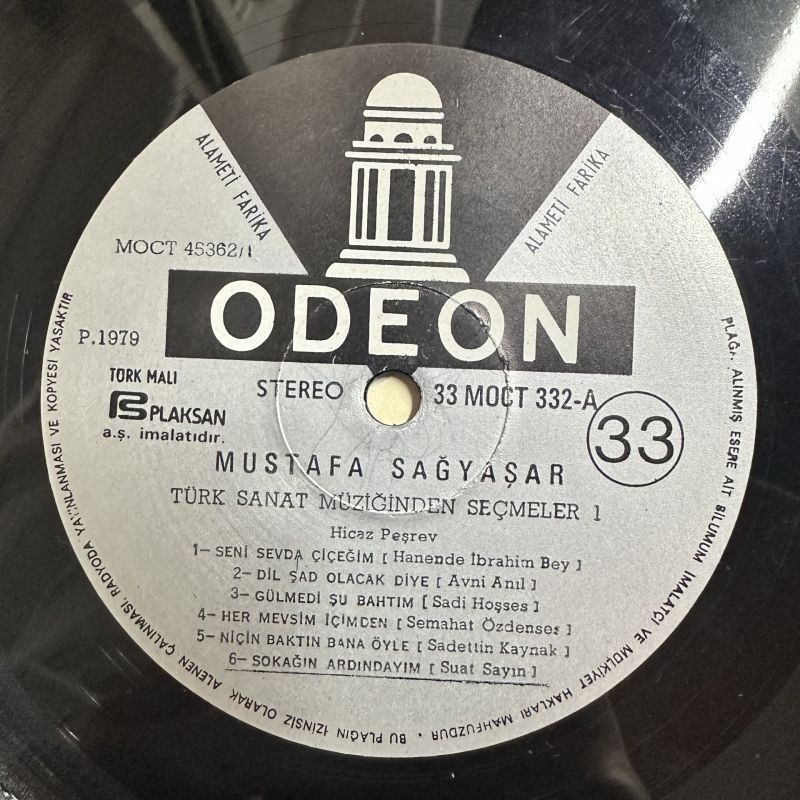 ALAMETİ FARİKA
ALAMETİ FARİKA
MOCT 45362/1
ODEON
P.1979
TÜRK MALI
PLAKSAN
a.ş. imalatıdır.
STEREO
33 MOCT 332-A
33
MUSTAFA SAĞYAŞAR
TÜRK SANAT MÜZİĞİNDEN SEÇMELER 1
Hicaz Peşrev
1— SENİ SEVDA ÇİÇEĞİM [ Hanende İbrahim Bey ]
2— DİL ŞAD OLACAK DİYE [ Avni Anıl ]
3— GÜLMEDİ ŞU BAHTIM [ Sadi Hoşses ]
4— HER MEVSİM İÇİMDEN [ Semahat Özdenses ]
5— NİÇİN BAKTIN BANA ÖYLE [ Sadettin Kaynak ]
6— SOKAĞIN ARDINDAYIM [ Suat Sayın ]
PLAĞA ALINMIŞ ESERE AİT BİLUMUM İMALATÇI VE MÜLKİYET HAKLARI MAHFUZDUR . BU PLAĞIN İZİNSİZ OLARAK ALENEN ÇALINMASI, RADYODA YAYINLANMASI VE KOPYESİ YASAKTIR